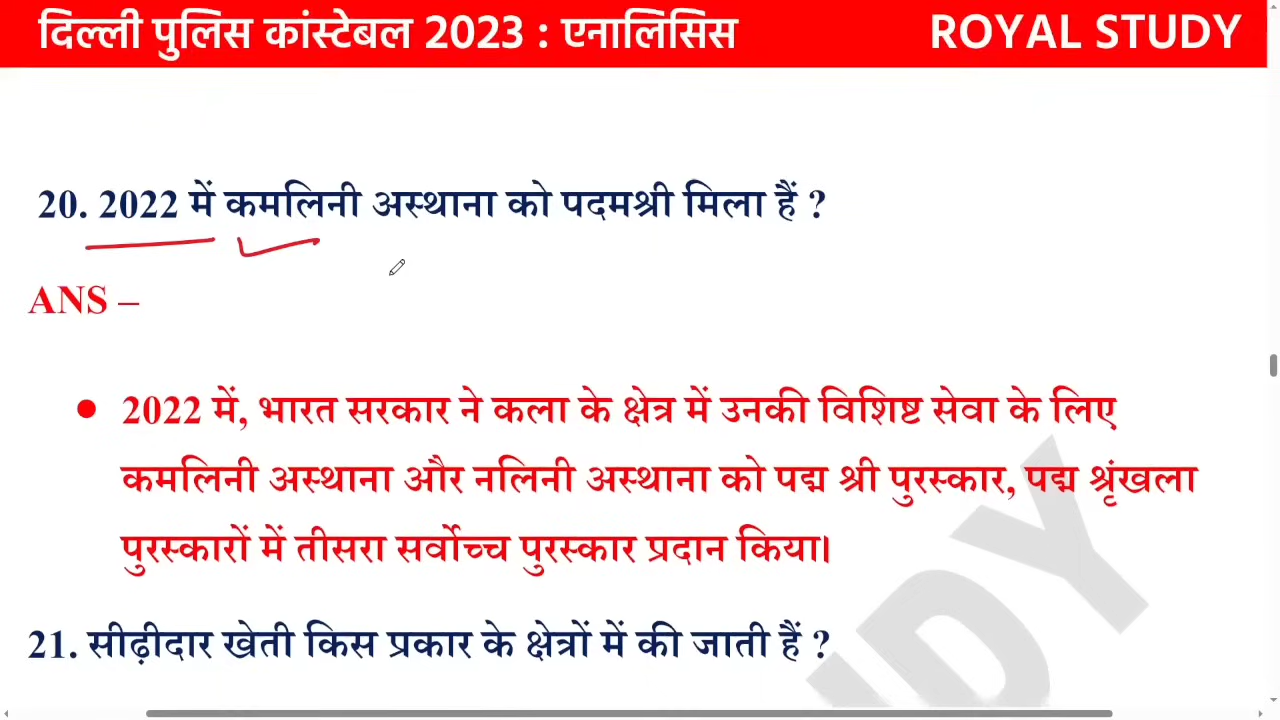 दिल्ली पुलिस कांस्टेबल 2023 : एनालिसिस ROYAL STUDY
20. 2022 में कमलिनी अस्थाना को पदमश्री मिला हैं ?
ANS –
• 2022 में, भारत सरकार ने कला के क्षेत्र में उनकी विशिष्ट सेवा के लिए
कमलिनी अस्थाना और नलिनी अस्थाना को पद्म श्री पुरस्कार, पद्म श्रृंखला
पुरस्कारों में तीसरा सर्वोच्च पुरस्कार प्रदान किया।
21. सीढ़ीदार खेती किस प्रकार के क्षेत्रों में की जाती हैं ?
UDY